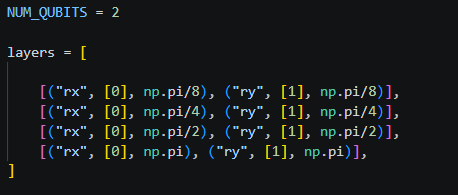 NUM_QUBITS = 2
layers = [
[("rx", [0], np.pi/8), ("ry", [1], np.pi/8)],
[("rx", [0], np.pi/4), ("ry", [1], np.pi/4)],
[("rx", [0], np.pi/2), ("ry", [1], np.pi/2)],
[("rx", [0], np.pi), ("ry", [1], np.pi)],
]